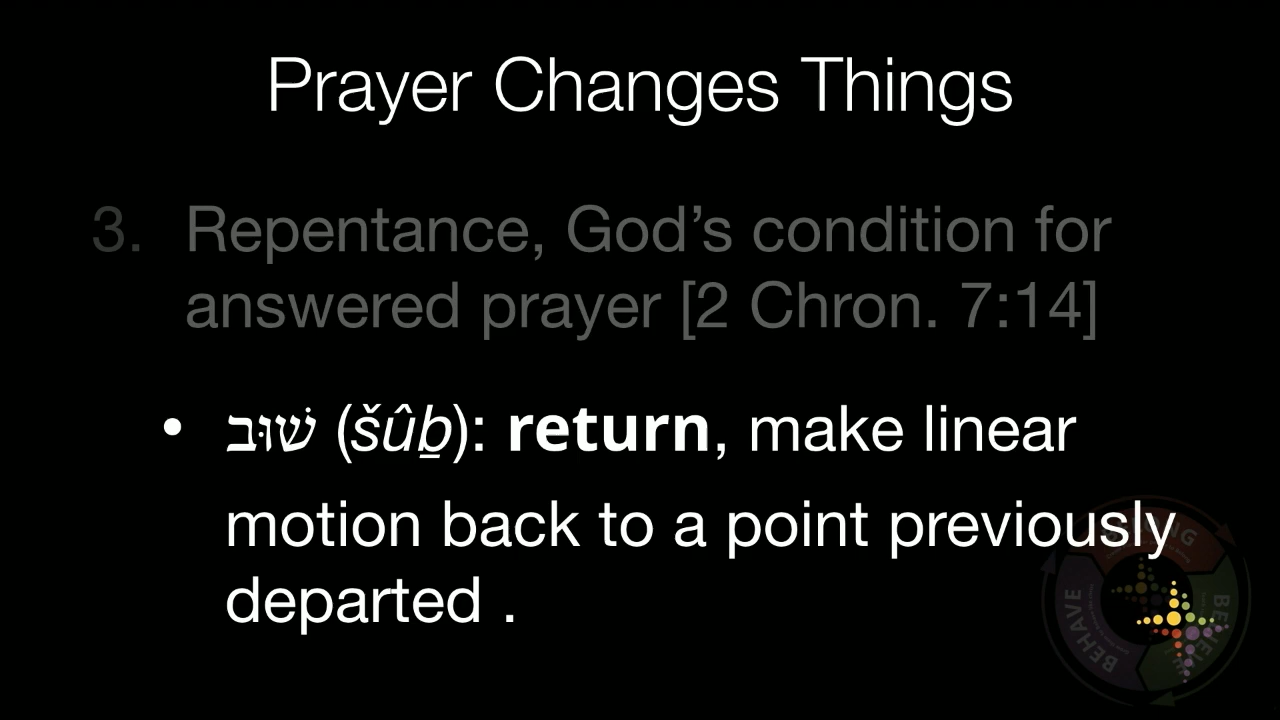 Prayer Changes Things
3. Repentance, God’s condition for
answered prayer [2 Chron. 7:14]
• שׁוּב (šûḇ): return, make linear
motion back to a point previously
departed .
BEHAVE